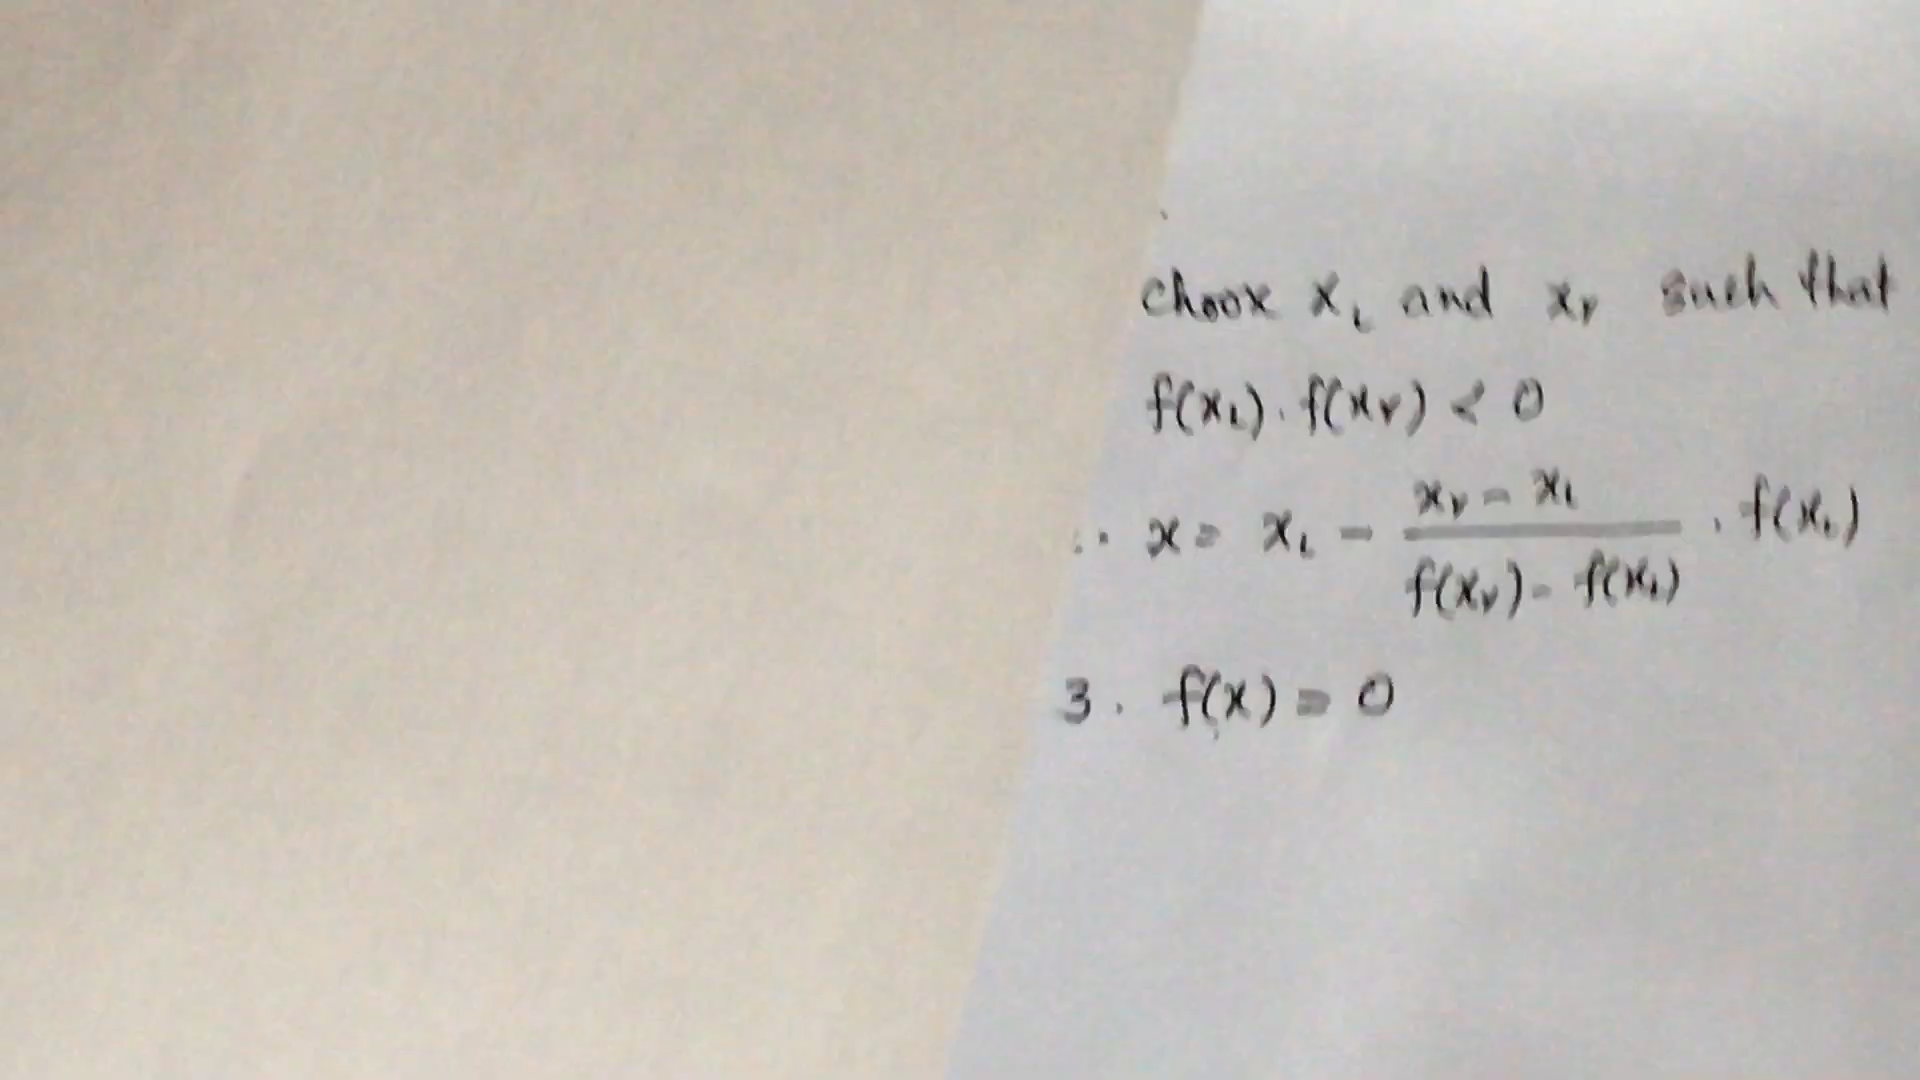 choox x_L and x_r such that
f(x_L). f(x_r) < 0
. x = x_L - (x_r - x_L) / (f(x_r) - f(x_L)) . f(x_L)
3. f(x) = 0